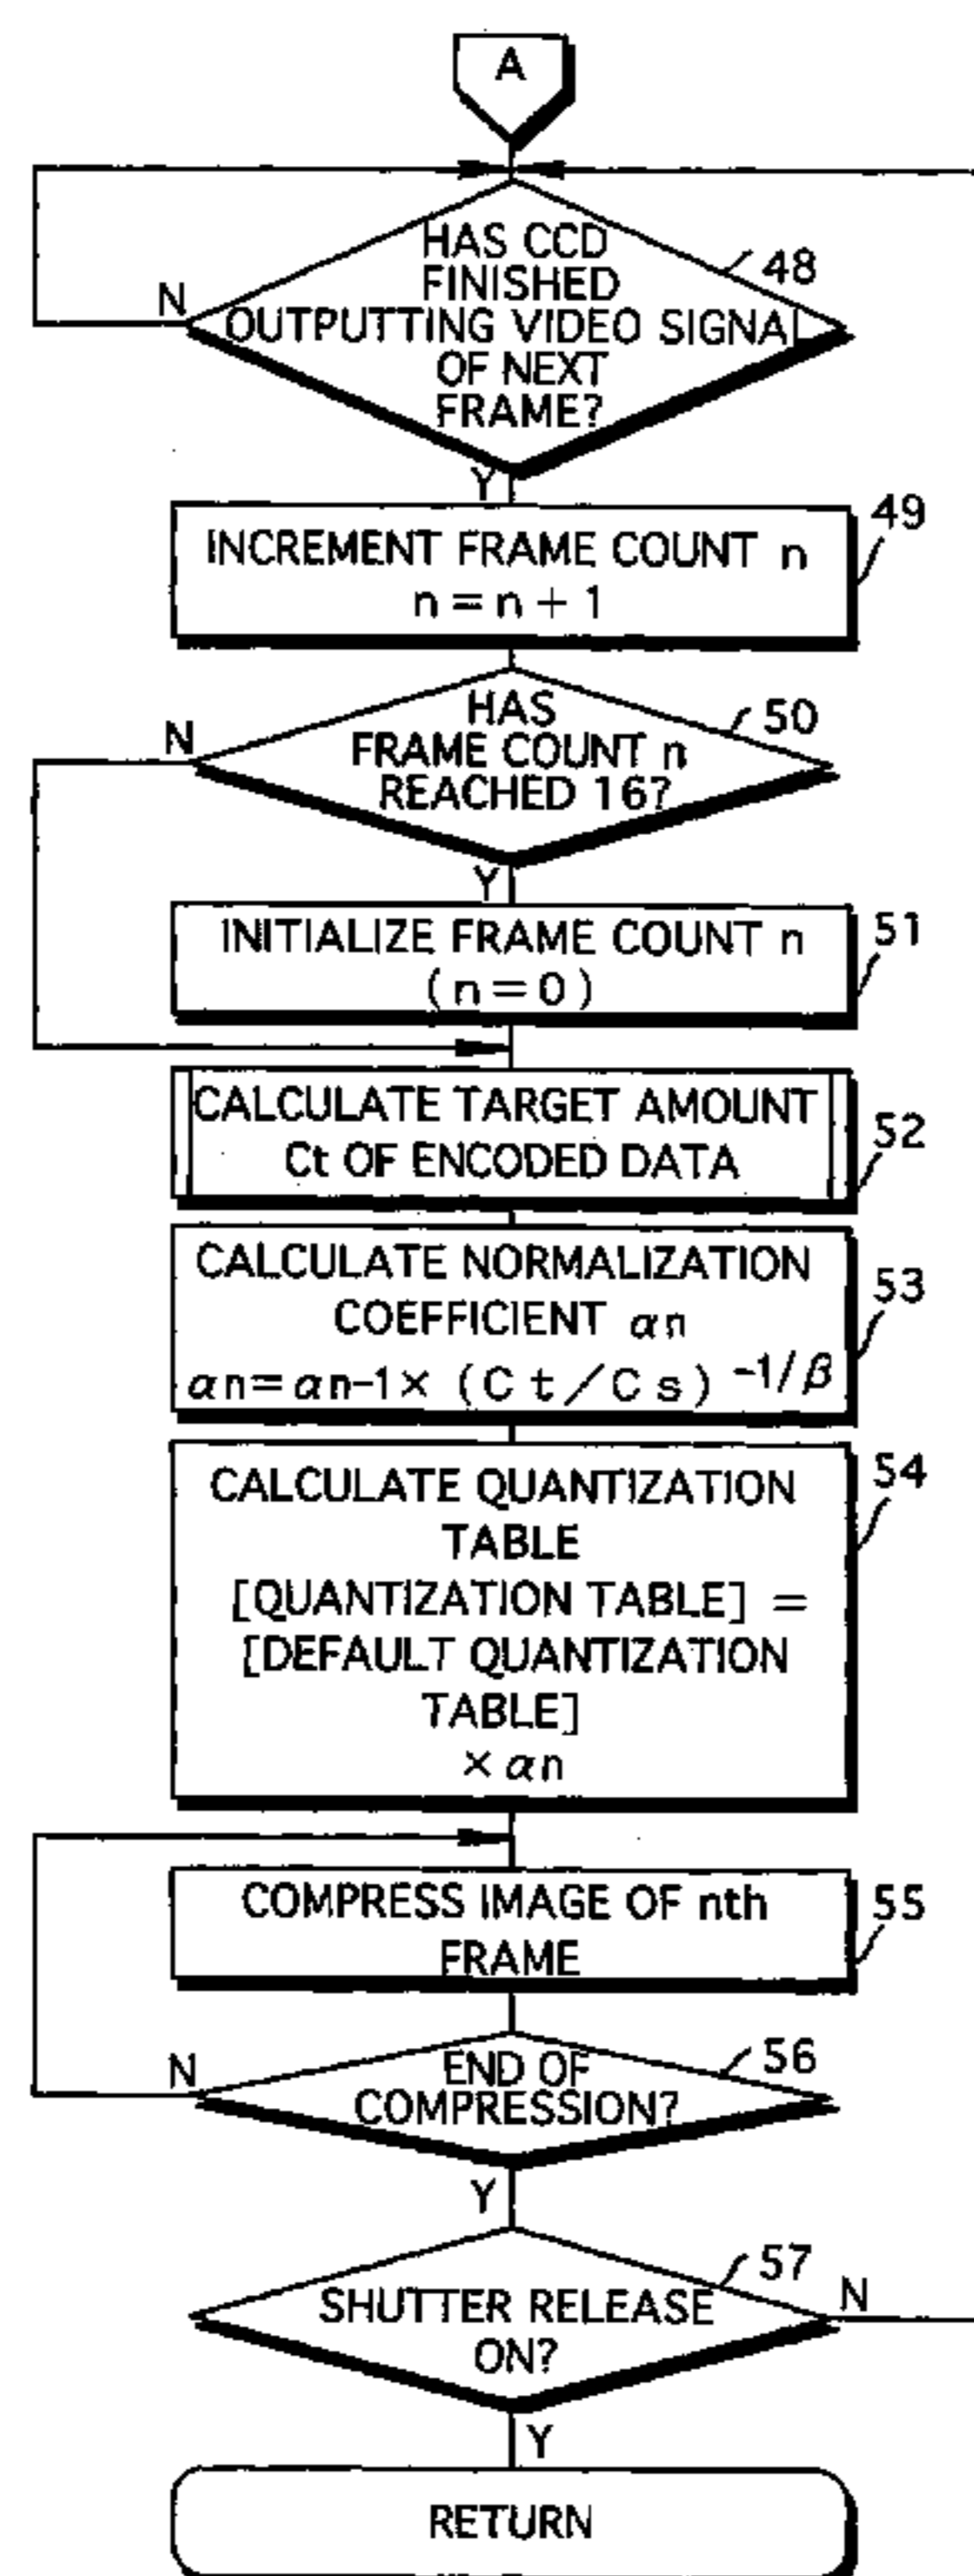 A
HAS CCD
FINISHED
OUTPUTTING VIDEO SIGNAL
OF NEXT
FRAME?
48
N
Y
49
INCREMENT FRAME COUNT n
n = n + 1
HAS
FRAME COUNT n
REACHED 16?
50
N
Y
INITIALIZE FRAME COUNT n
( n = 0 )
51
CALCULATE TARGET AMOUNT
Ct OF ENCODED DATA
52
CALCULATE NORMALIZATION
COEFFICIENT αn
αn = αn-1 × ( C t / C s ) -1/β
53
CALCULATE QUANTIZATION
TABLE
[QUANTIZATION TABLE] =
[DEFAULT QUANTIZATION
TABLE]
× αn
54
COMPRESS IMAGE OF nth
FRAME
55
END OF
COMPRESSION?
56
N
Y
SHUTTER RELEASE
ON?
57
N
Y
RETURN